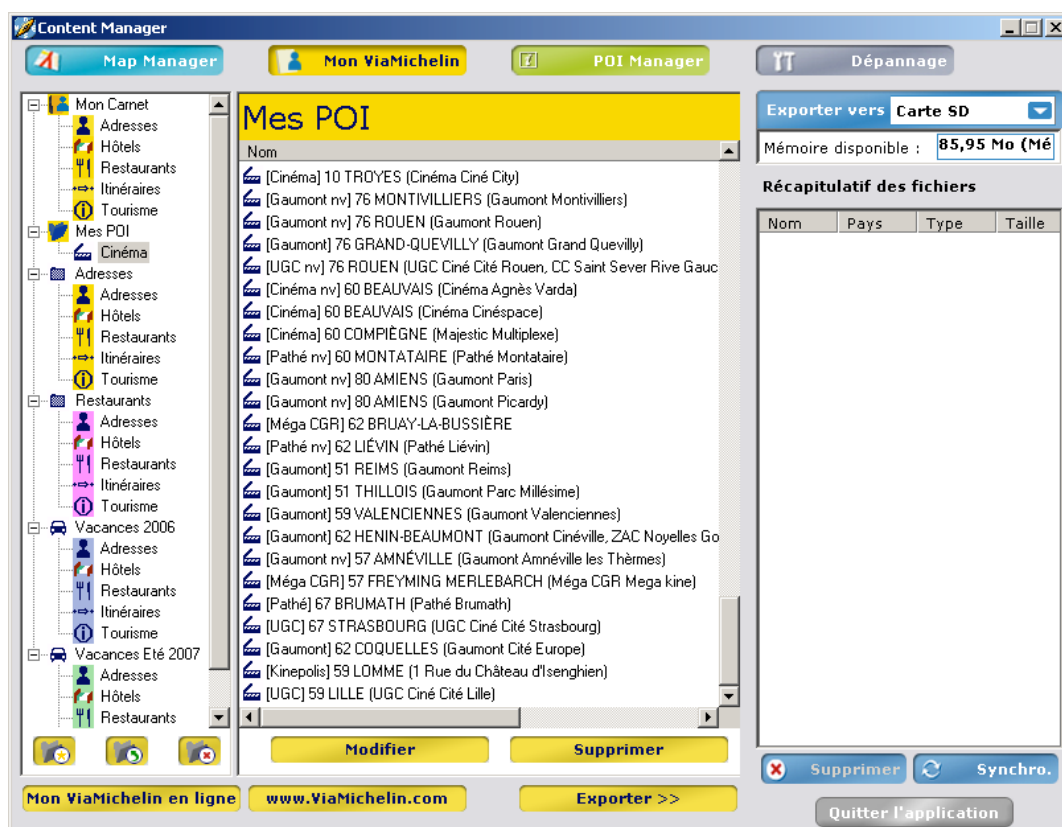 Content Manager
Map Manager
Mon ViaMichelin
POI Manager
Dépannage
Mon Carnet
Adresses
Hôtels
Restaurants
Itinéraires
Tourisme
Mes POI
Cinéma
Adresses
Adresses
Hôtels
Restaurants
Itinéraires
Tourisme
Restaurants
Adresses
Hôtels
Restaurants
Itinéraires
Tourisme
Vacances 2006
Adresses
Hôtels
Restaurants
Itinéraires
Tourisme
Vacances Eté 2007
Adresses
Hôtels
Restaurants
Mes POI
Nom
[Cinéma] 10 TROYES (Cinéma Ciné City)
[Gaumont nv] 76 MONTIVILLIERS (Gaumont Montivilliers)
[Gaumont nv] 76 ROUEN (Gaumont Rouen)
[Gaumont] 76 GRAND-QUEVILLY (Gaumont Grand Quevilly)
[UGC nv] 76 ROUEN (UGC Ciné Cité Rouen, CC Saint Sever Rive Gauc
[Cinéma nv] 60 BEAUVAIS (Cinéma Agnès Varda)
[Cinéma] 60 BEAUVAIS (Cinéma Cinéspace)
[Cinéma] 60 COMPIÈGNE (Majestic Multiplexe)
[Pathé nv] 60 MONTATAIRE (Pathé Montataire)
[Gaumont nv] 80 AMIENS (Gaumont Paris)
[Gaumont nv] 80 AMIENS (Gaumont Picardy)
[Méga CGR] 62 BRUAY-LA-BUSSIÈRE
[Pathé nv] 62 LIÉVIN (Pathé Liévin)
[Gaumont] 51 REIMS (Gaumont Reims)
[Gaumont] 51 THILLOIS (Gaumont Parc Millésime)
[Gaumont] 59 VALENCIENNES (Gaumont Valenciennes)
[Gaumont] 62 HENIN-BEAUMONT (Gaumont Cinéville, ZAC Noyelles Go
[Gaumont nv] 57 AMNÉVILLE (Gaumont Amnéville les Thèrmes)
[Méga CGR] 57 FREYMING MERLEBARCH (Méga CGR Mega kine)
[Pathé] 67 BRUMATH (Pathé Brumath)
[UGC] 67 STRASBOURG (UGC Ciné Cité Strasbourg)
[Gaumont] 62 COQUELLES (Gaumont Cité Europe)
[Kinepolis] 59 LOMME (1 Rue du Château d'Isenghien)
[UGC] 59 LILLE (UGC Ciné Cité Lille)
Modifier
Supprimer
Exporter vers Carte SD
Mémoire disponible : 85,95 Mo (Mé
Récapitulatif des fichiers
Nom Pays Type Taille
Supprimer
Synchro.
Mon ViaMichelin en ligne
www.ViaMichelin.com
Exporter >>
Quitter l'application